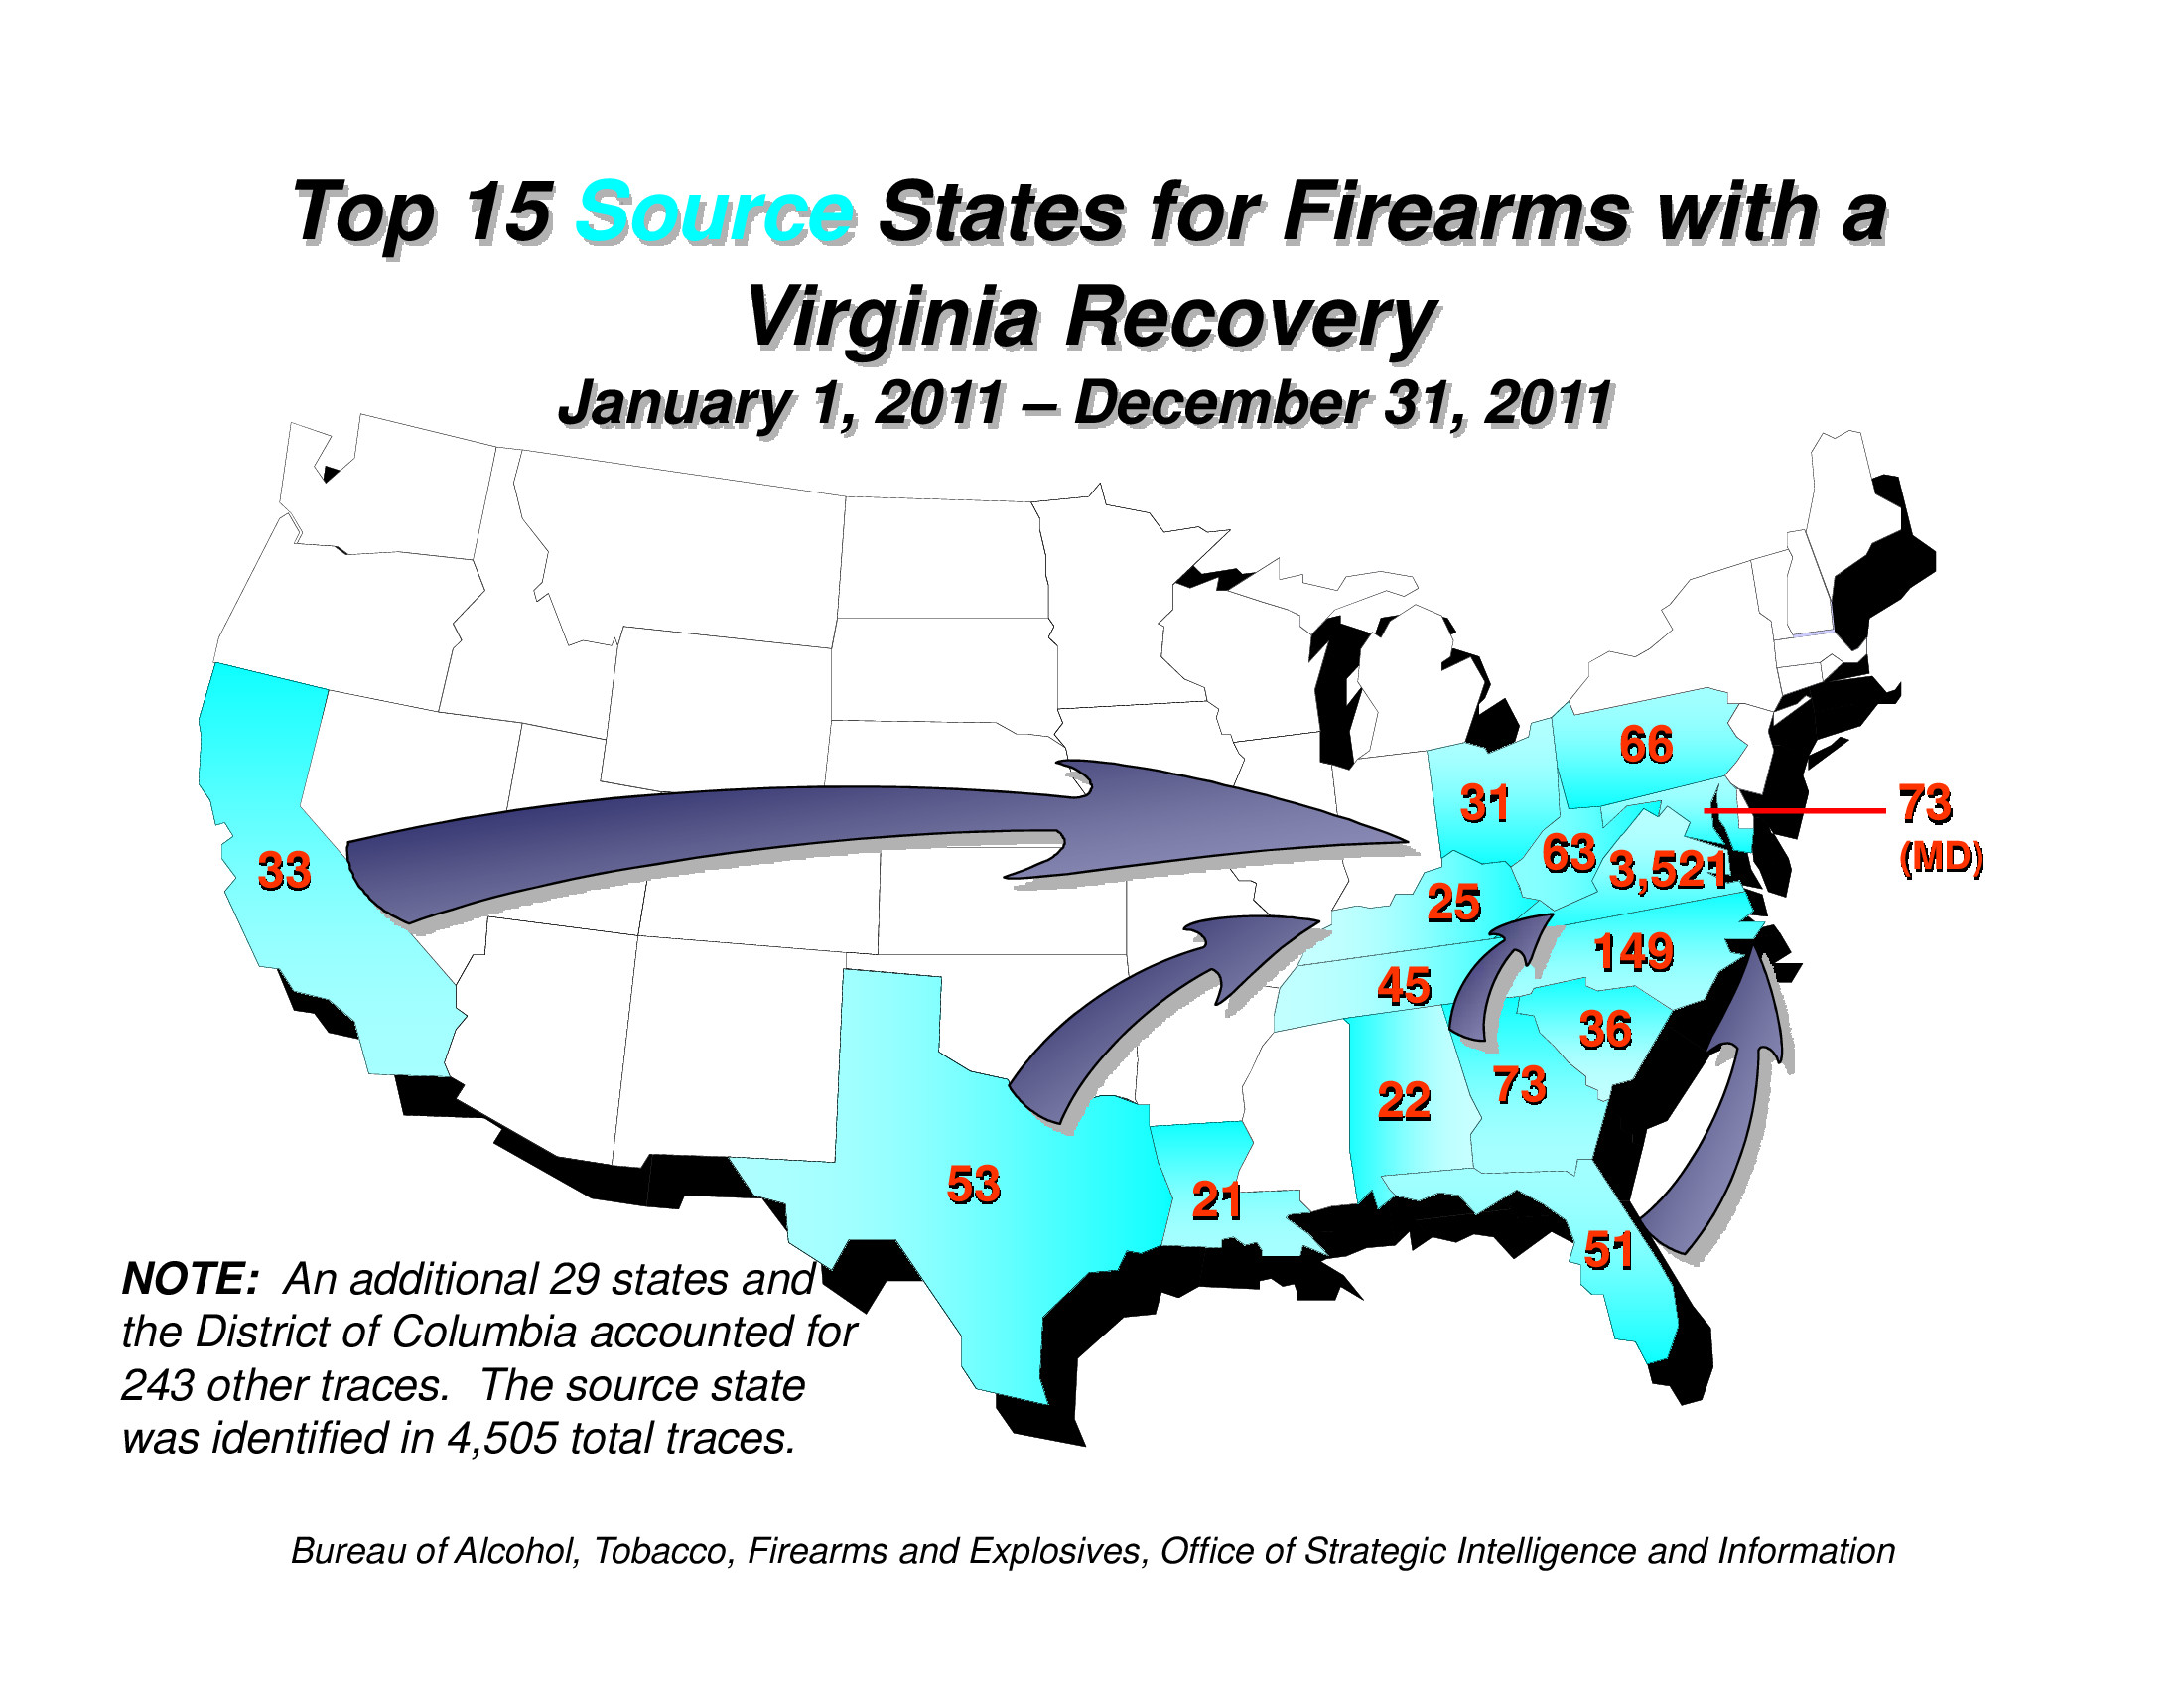 Top 15 Source States for Firearms with a
Virginia Recovery
January 1, 2011 – December 31, 2011
66
31
73
(MD)
63
3,521
33
25
149
45
36
73
22
53
21
51
NOTE: An additional 29 states and
the District of Columbia accounted for
243 other traces. The source state
was identified in 4,505 total traces.
Bureau of Alcohol, Tobacco, Firearms and Explosives, Office of Strategic Intelligence and Information